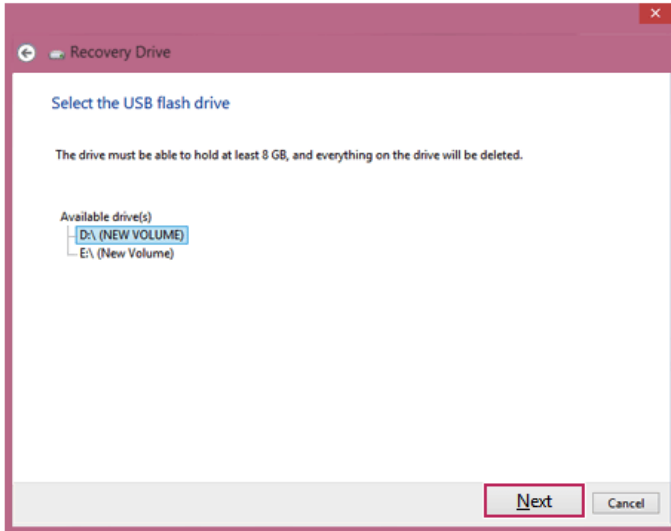 Recovery Drive
Select the USB flash drive
The drive must be able to hold at least 8 GB, and everything on the drive will be deleted.
Available drive(s)
D:\ (NEW VOLUME)
E:\ (New Volume)
Next
Cancel